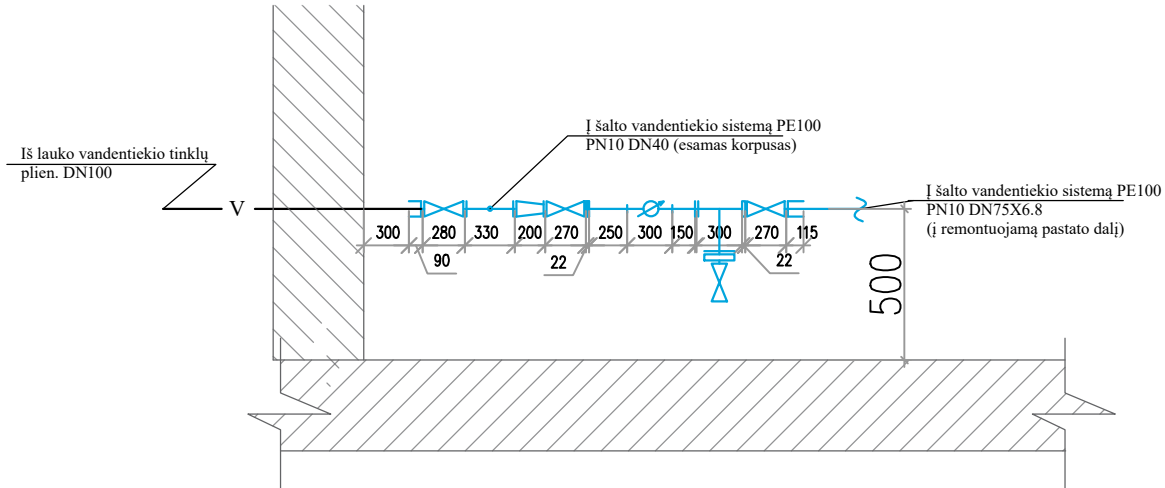 Į šalto vandentiekio sistemą PE100
PN10 DN40 (esamas korpusas)
Iš lauko vandentiekio tinklų
plien. DN100
V
Į šalto vandentiekio sistemą PE100
PN10 DN75X6.8
(į remontuojamą pastato dalį)
300 280 330 200 270 250 300 150 300 270 115
90 22 22
500